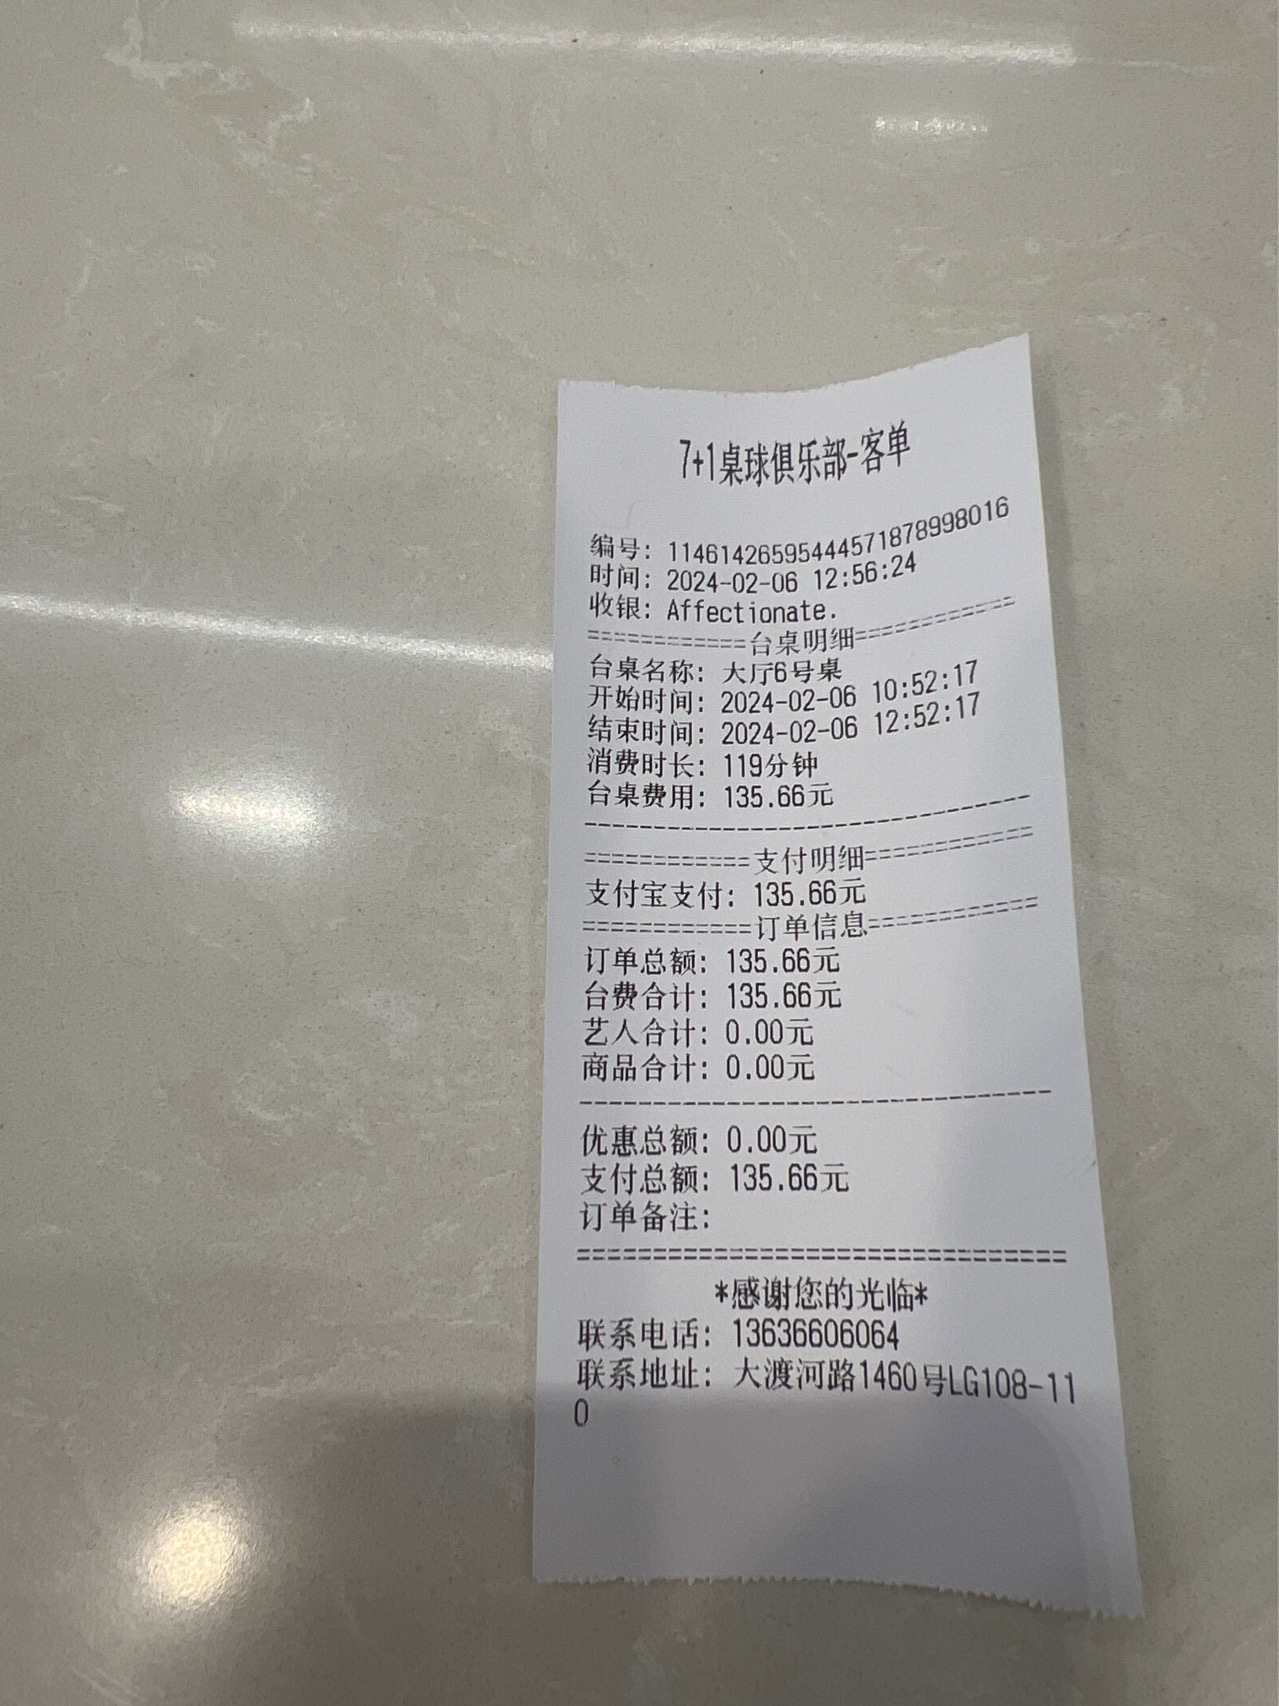 7+1桌球俱乐部-客单
编号: 1146142659544457​1878998016
时间: 2024-02-06 12:56:24
收银: Affectionate.
============台桌明细============
台桌名称: 大厅6号桌
开始时间: 2024-02-06 10:52:17
结束时间: 2024-02-06 12:52:17
消费时长: 119分钟
台桌费用: 135.66元
--------------------------------
============支付明细============
支付宝支付: 135.66元
============订单信息============
订单总额: 135.66元
台费合计: 135.66元
艺人合计: 0.00元
商品合计: 0.00元
--------------------------------
优惠总额: 0.00元
支付总额: 135.66元
订单备注:
================================
*感谢您的光临*
联系电话: 13636606064
联系地址: 大渡河路1460号LG108-11
0